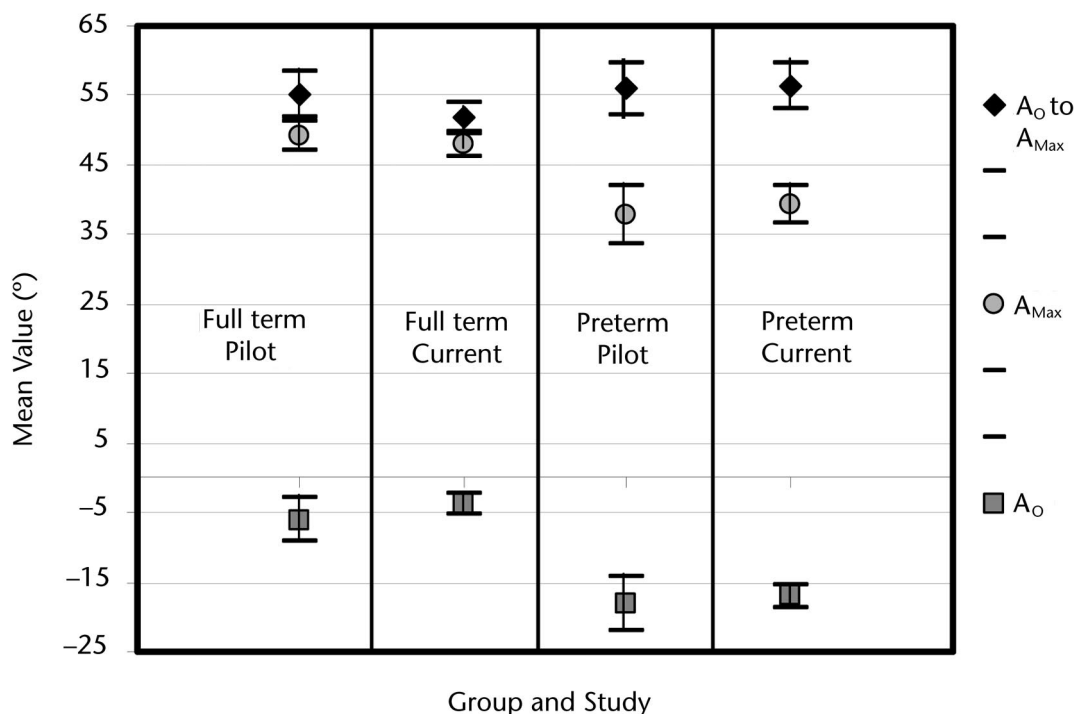 65
55
45
35
25
15
5
−5
−15
−25
Mean Value (º)
Full term
Pilot
Full term
Current
Preterm
Pilot
Preterm
Current
Group and Study
AO to
AMax
AMax
AO